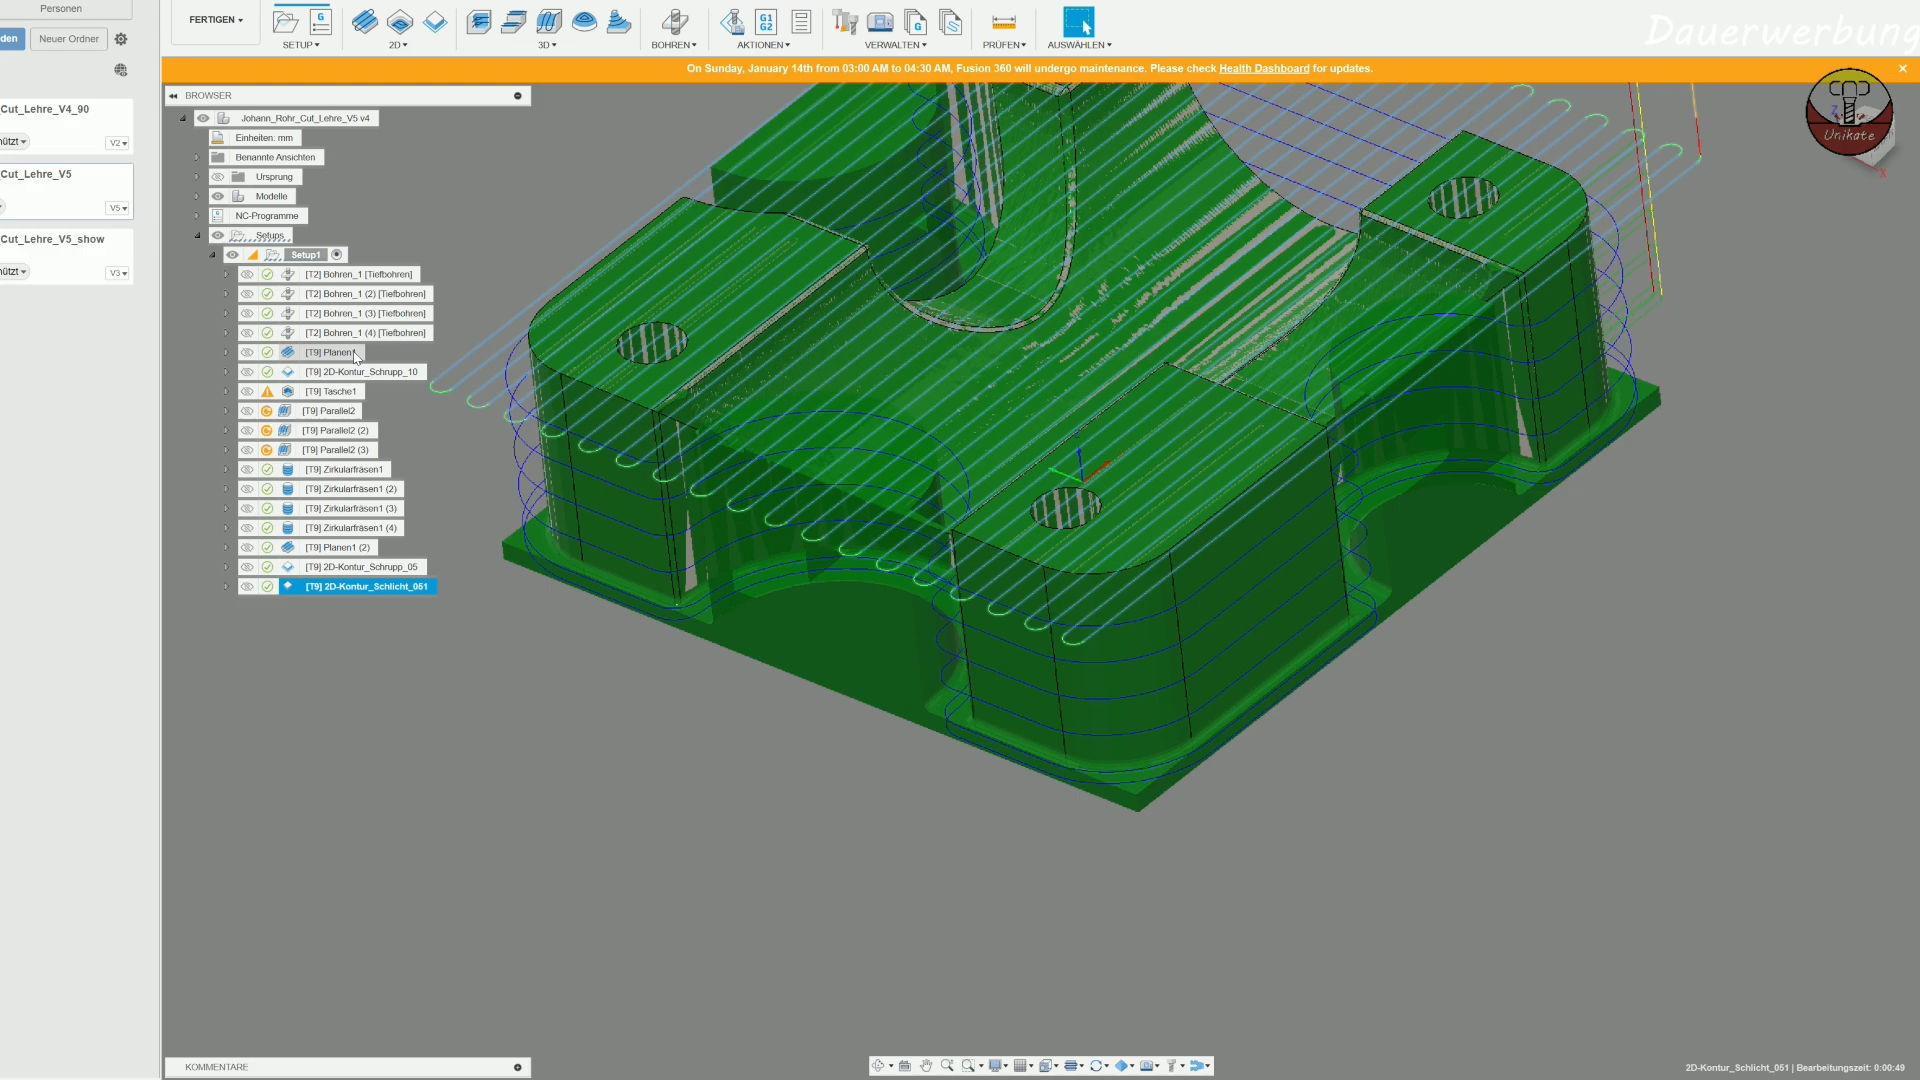 Personen
FERTIGEN
SETUP
2D
3D
BOHREN
G1
G2
AKTIONEN
VERWALTEN
PRÜFEN
AUSWÄHLEN
Dauerwerbung
den
Neuer Ordner
On Sunday, January 14th from 03:00 AM to 04:30 AM, Fusion 360 will undergo maintenance. Please check Health Dashboard for updates.
BROWSER
Cut_Lehre_V4_90
nützt
V2
Cut_Lehre_V5
V5
Cut_Lehre_V5_show
nützt
V3
Johann_Rohr_Cut_Lehre_V5 v4
Einheiten: mm
Benannte Ansichten
Ursprung
Modelle
NC-Programme
Setups
Setup1
[T2] Bohren_1 [Tiefbohren]
[T2] Bohren_1 (2) [Tiefbohren]
[T2] Bohren_1 (3) [Tiefbohren]
[T2] Bohren_1 (4) [Tiefbohren]
[T9] Planen1
[T9] 2D-Kontur_Schrupp_10
[T9] Tasche1
[T9] Parallel2
[T9] Parallel2 (2)
[T9] Parallel2 (3)
[T9] Zirkularfräsen1
[T9] Zirkularfräsen1 (2)
[T9] Zirkularfräsen1 (3)
[T9] Zirkularfräsen1 (4)
[T9] Planen1 (2)
[T9] 2D-Kontur_Schrupp_05
[T9] 2D-Kontur_Schlicht_051
Unikate
Z
X
KOMMENTARE
2D-Kontur_Schlicht_051 | Bearbeitungszeit: 0:00:49